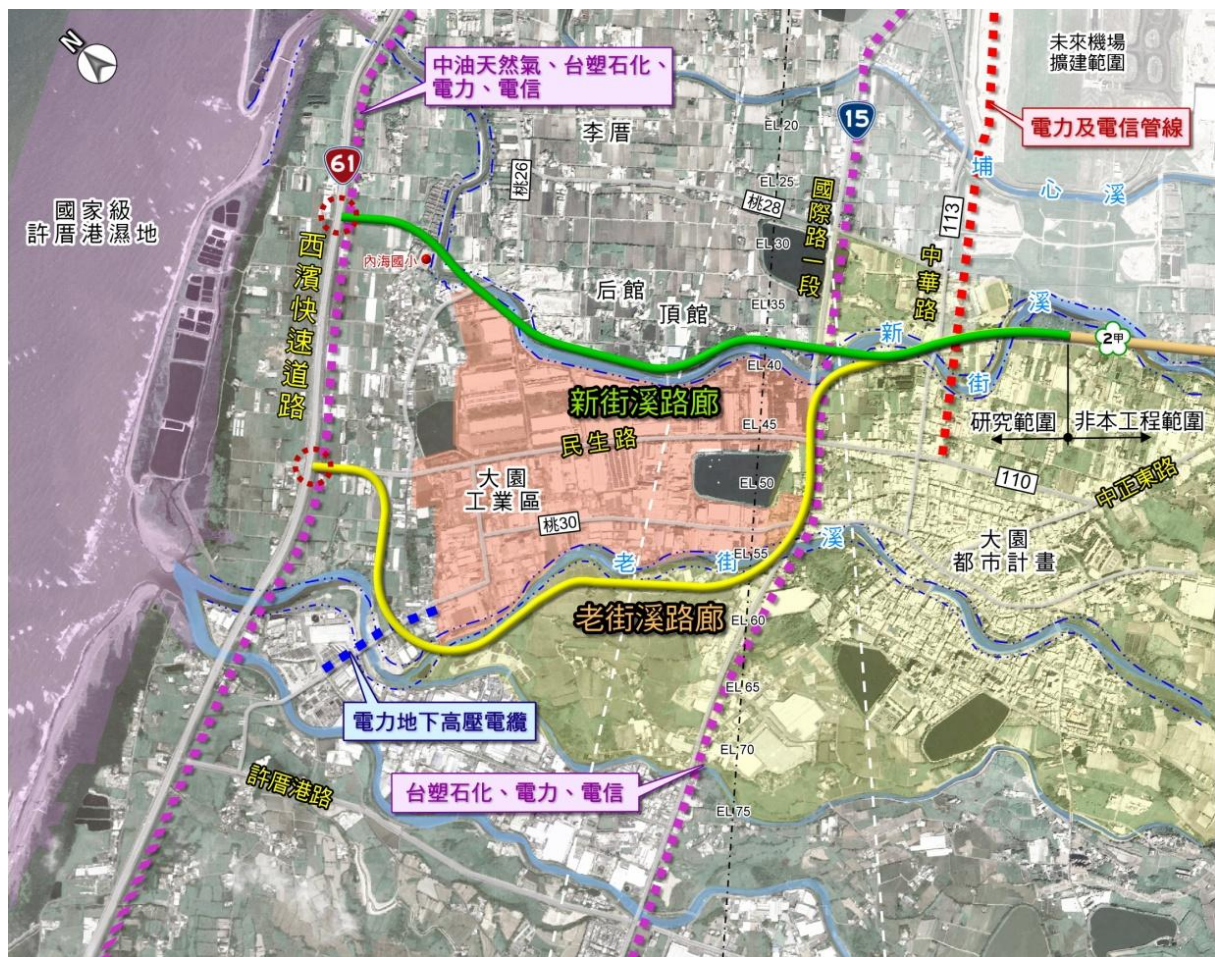 N
中油天然氣、台塑石化、
電力、電信
未來機場
擴建範圍
15
電力及電信管線
李厝
EL 20
61
桃26
EL 25
桃28
國際路一段
埔心溪
113
國家級
許厝港濕地
西濱快速道路
內海國小
EL 30
中華路
后館
頂館
EL 35
新街溪
2甲
EL 40
新街溪路廊
研究範圍
非本工程範圍
民生路
EL 45
大園
工業區
EL 50
110
中正東路
桃30
老街溪
EL 55
大園
都市計畫
老街溪路廊
EL 60
EL 65
電力地下高壓電纜
EL 70
許厝港路
台塑石化、電力、電信
EL 75